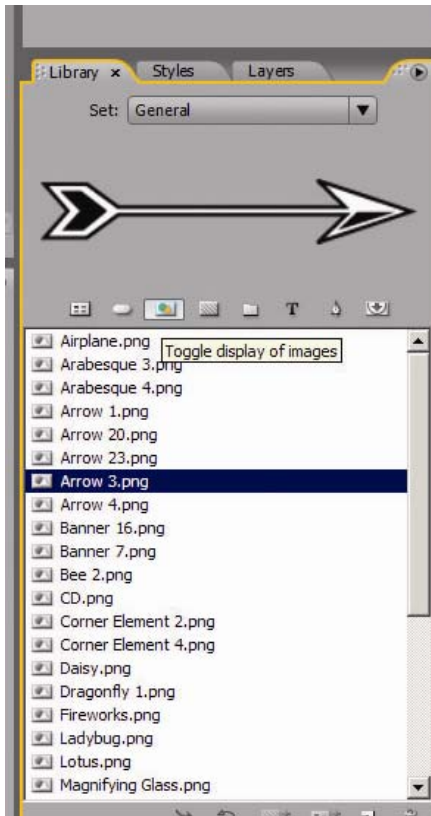 Library × Styles Layers
Set: General
T
Airplane.png
Toggle display of images
Arabesque 3.png
Arabesque 4.png
Arrow 1.png
Arrow 20.png
Arrow 23.png
Arrow 3.png
Arrow 4.png
Banner 16.png
Banner 7.png
Bee 2.png
CD.png
Corner Element 2.png
Corner Element 4.png
Daisy.png
Dragonfly 1.png
Fireworks.png
Ladybug.png
Lotus.png
Magnifying Glass.png